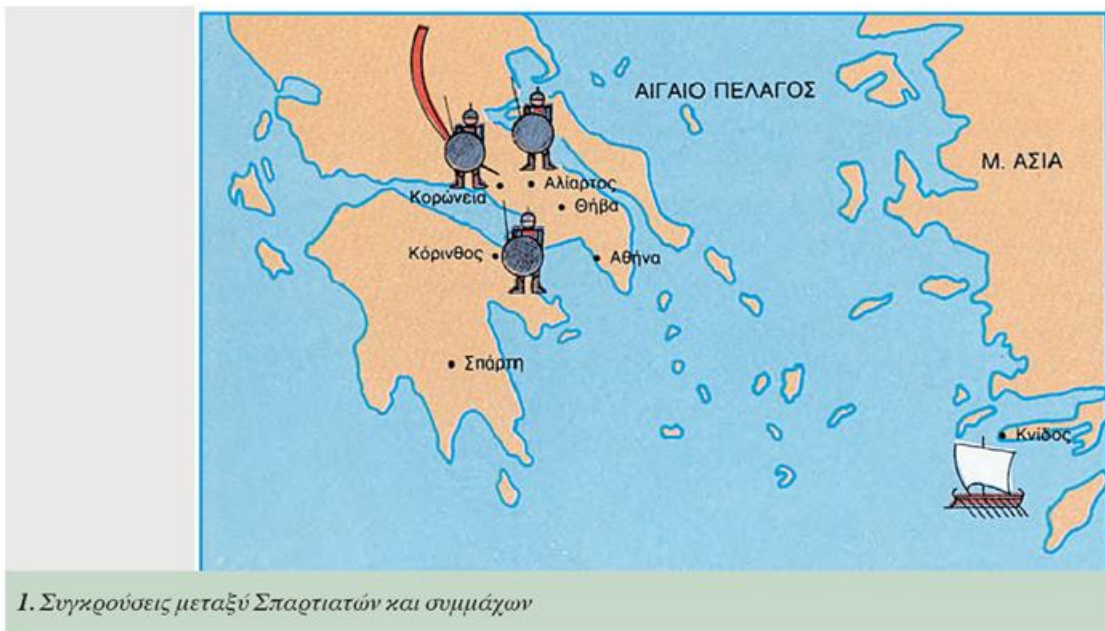 ΑΙΓΑΙΟ ΠΕΛΑΓΟΣ
Μ. ΑΣΙΑ
Κορώνεια
Αλίαρτος
Θήβα
Κόρινθος
Αθήνα
Σπάρτη
Κνίδος
1. Συγκρούσεις μεταξύ Σπαρτιατών και συμμάχων